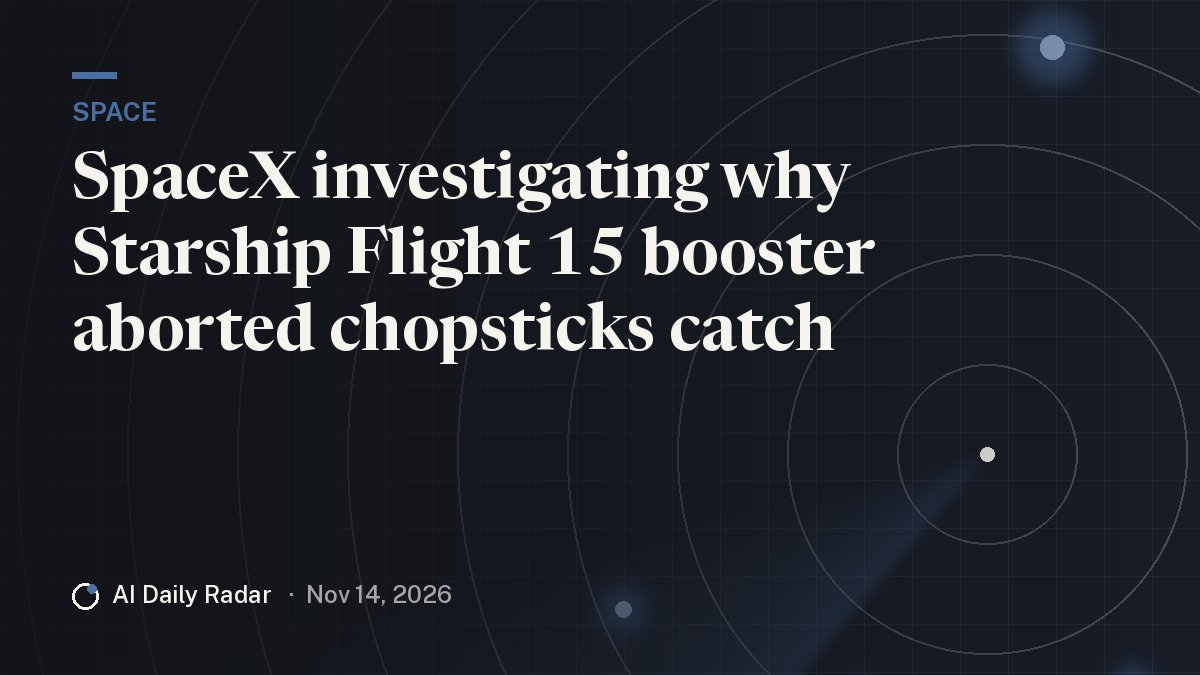 SPACE
SpaceX investigating why
Starship Flight 15 booster
aborted chopsticks catch
AI Daily Radar · Nov 14, 2026